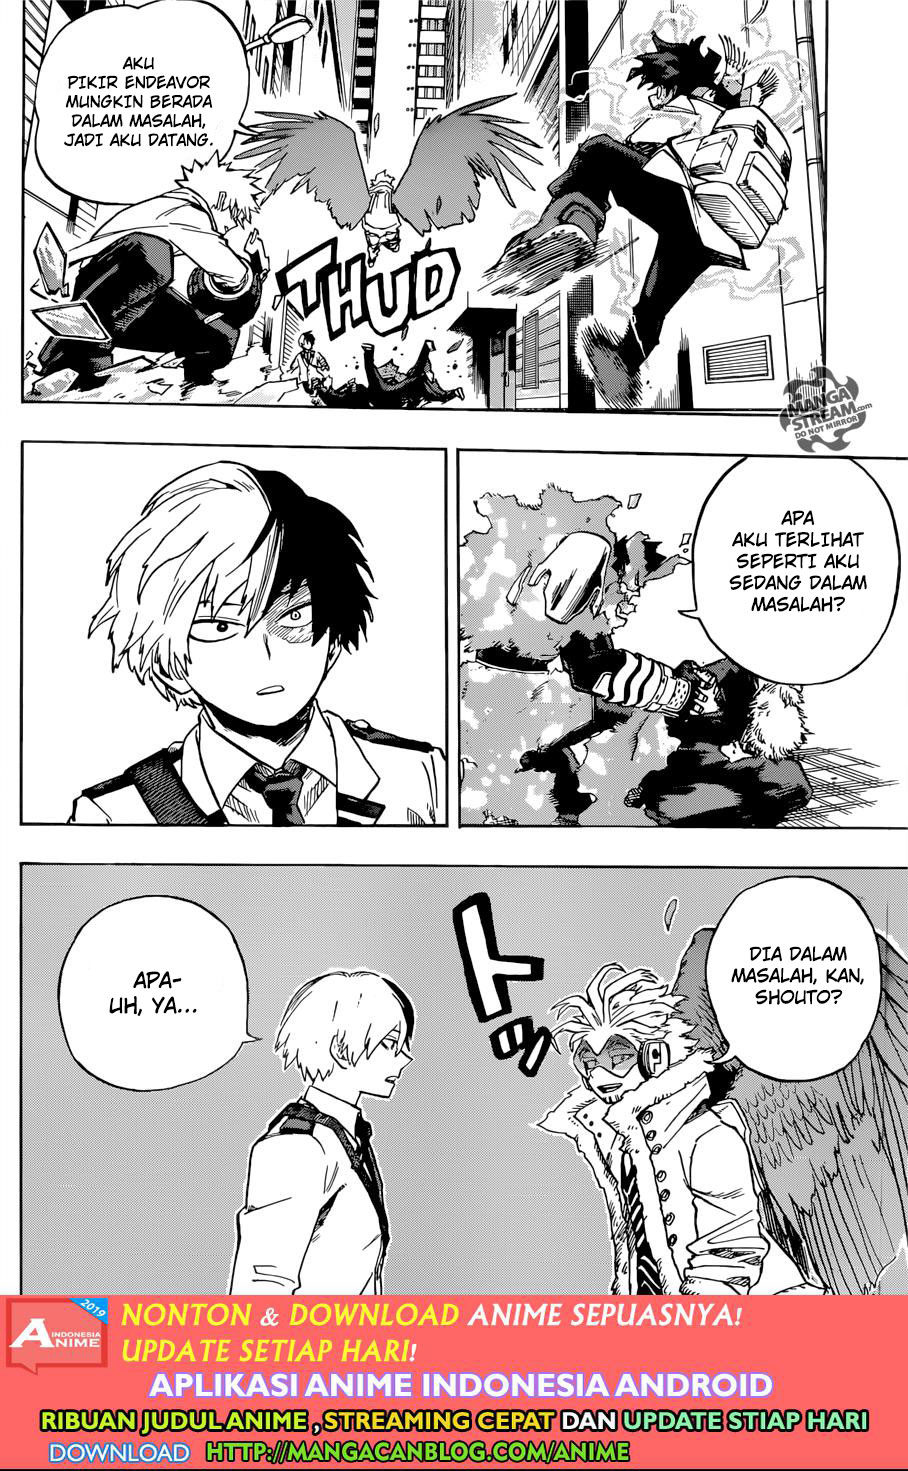 AKU
PIKIR ENDEAVOR
MUNGKIN BERADA
DALAM MASALAH,
JADI AKU DATANG.
THUD
MANGA
STREAM.com
DO NOT MIRROR
APA
AKU TERLIHAT
SEPERTI AKU
SEDANG DALAM
MASALAH?
DIA DALAM
MASALAH, KAN,
SHOUTO?
トッ
APA-
UH, YA...
2019
INDONESIA
ANIME
NONTON & DOWNLOAD ANIME SEPUASNYA!
UPDATE SETIAP HARI!
APLIKASI ANIME INDONESIA ANDROID
RIBUAN JUDUL ANIME , STREAMING CEPAT DAN UPDATE STIAP HARI
DOWNLOAD HTTP://MANGACANBLOG.COM/ANIME